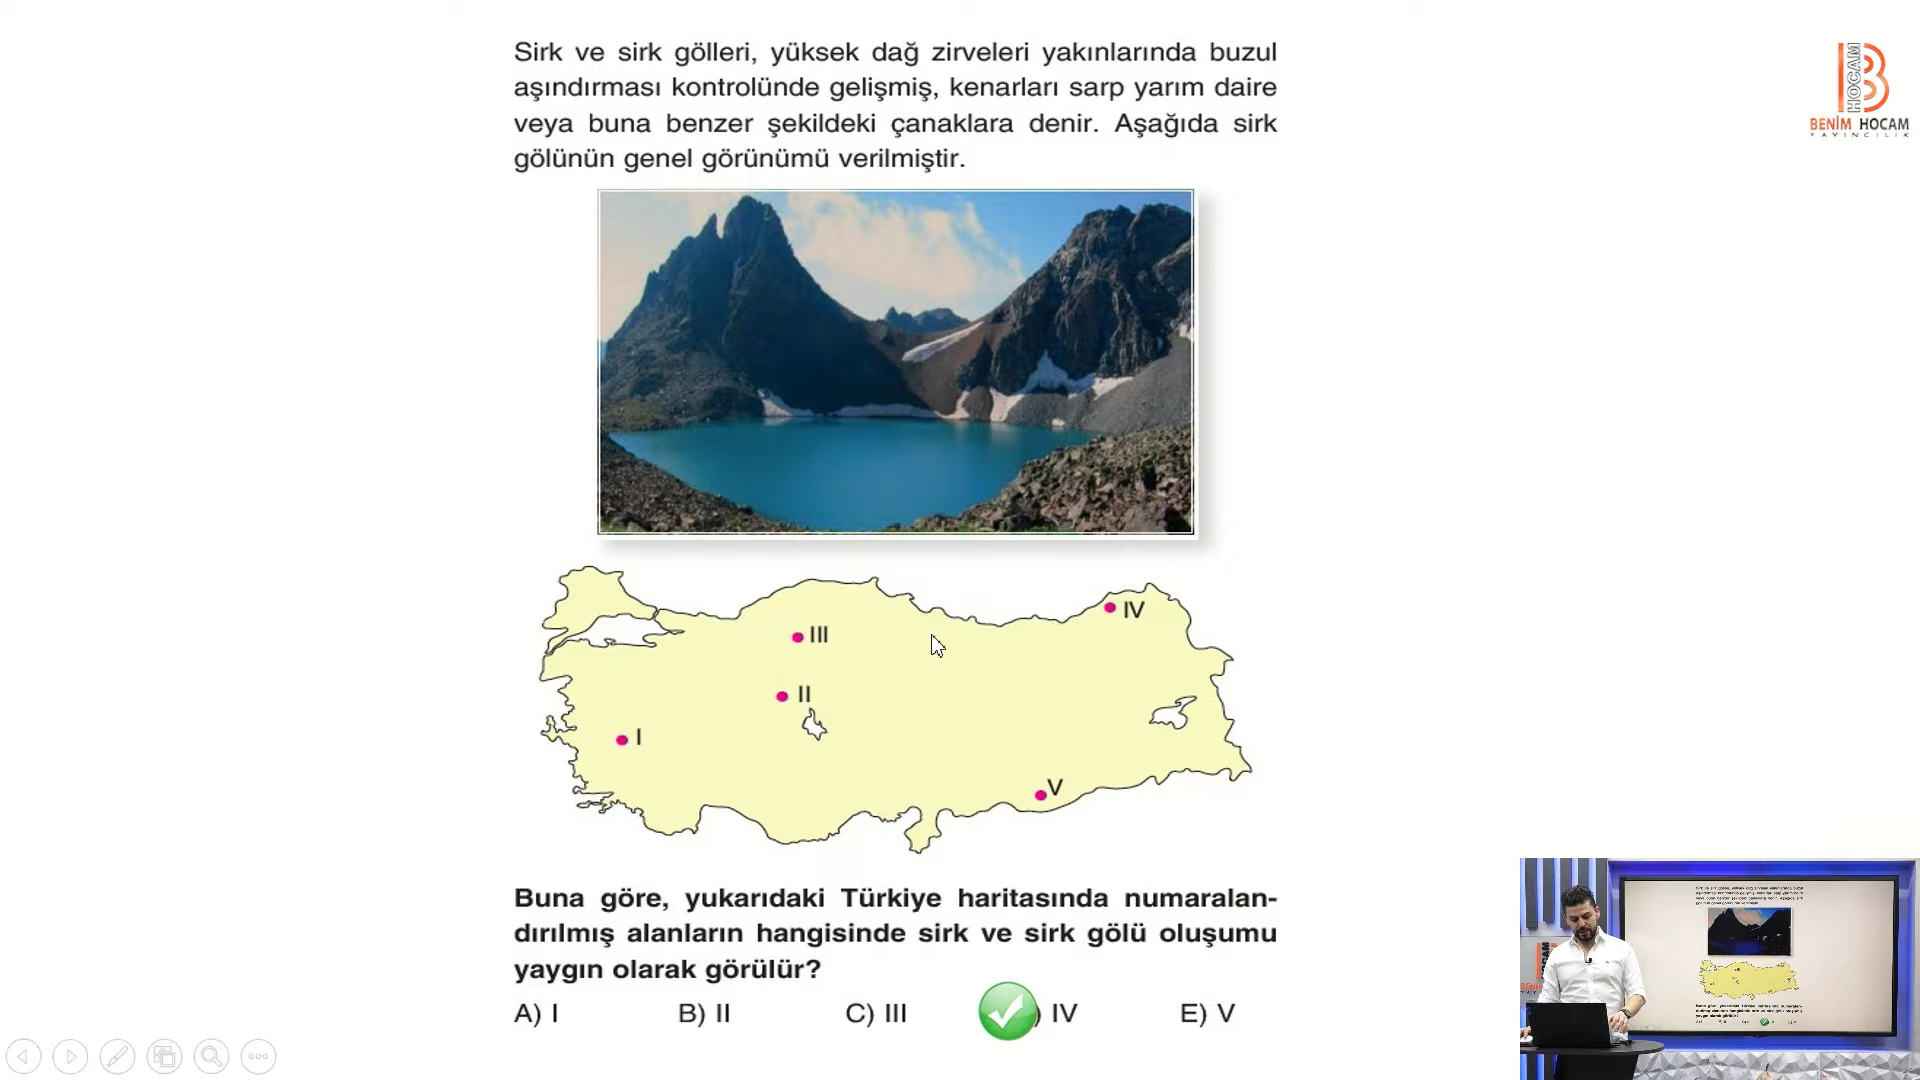 Sirk ve sirk gölleri, yüksek dağ zirveleri yakınlarında buzul
aşındırması kontrolünde gelişmiş, kenarları sarp yarım daire
veya buna benzer şekildeki çanaklara denir. Aşağıda sirk
gölünün genel görünümü verilmiştir.
HOCAM
BENİM HOCAM
YAYINCILIK
III
IV
II
I
V
Buna göre, yukarıdaki Türkiye haritasında numaralan-
dırılmış alanların hangisinde sirk ve sirk gölü oluşumu
yaygın olarak görülür?
A) I B) II C) III ) IV E) V